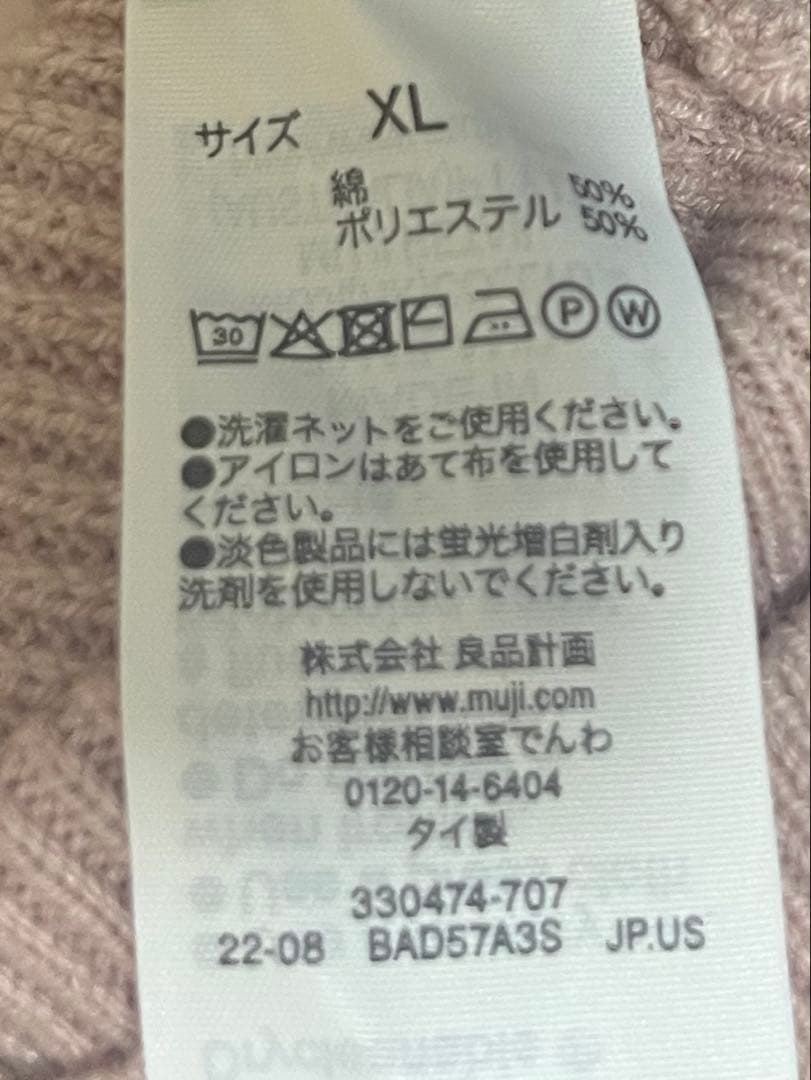 サイズ XL
綿 50%
ポリエステル 50%
30 P W
●洗濯ネットをご使用ください。
●アイロンはあて布を使用して
ください。
●淡色製品には蛍光増白剤入り
洗剤を使用しないでください。
株式会社 良品計画
http://www.muji.com
お客様相談室でんわ
0120-14-6404
タイ製
330474-707
22-08 BAD57A3S JP.US